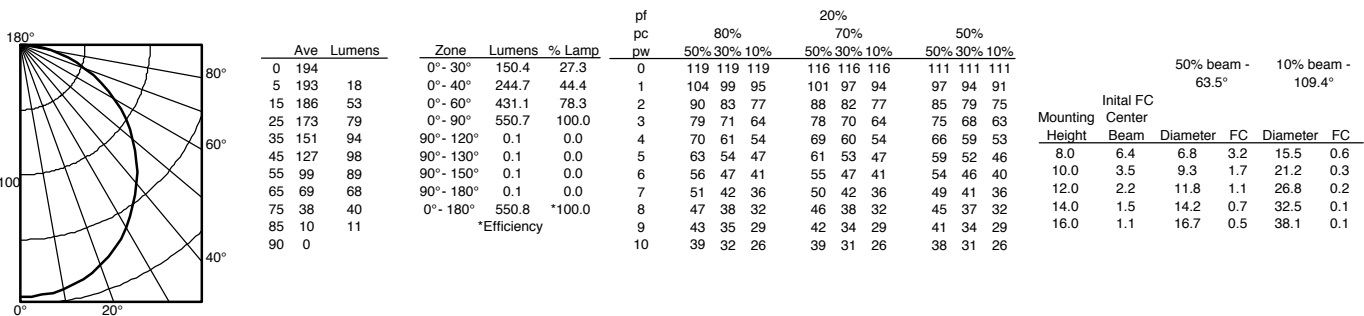 180°
80°
60°
100
40°
0° 20°
Ave Lumens
0 194
5 193 18
15 186 53
25 173 79
35 151 94
45 127 98
55 99 89
65 69 68
75 38 40
85 10 11
90 0
Zone Lumens % Lamp
0°- 30° 150.4 27.3
0°- 40° 244.7 44.4
0°- 60° 431.1 78.3
0°- 90° 550.7 100.0
90°- 120° 0.1 0.0
90°- 130° 0.1 0.0
90°- 150° 0.1 0.0
90°- 180° 0.1 0.0
0°- 180° 550.8 *100.0
*Efficiency
pf 20%
pc 80% 70% 50%
pw 50% 30% 10% 50% 30% 10% 50% 30% 10%
0 119 119 119 116 116 116 111 111 111
1 104 99 95 101 97 94 97 94 91
2 90 83 77 88 82 77 85 79 75
3 79 71 64 78 70 64 75 68 63
4 70 61 54 69 60 54 66 59 53
5 63 54 47 61 53 47 59 52 46
6 56 47 41 55 47 41 54 46 40
7 51 42 36 50 42 36 49 41 36
8 47 38 32 46 38 32 45 37 32
9 43 35 29 42 34 29 41 34 29
10 39 32 26 39 31 26 38 31 26
50% beam - 10% beam -
63.5° 109.4°
Inital FC
Mounting Center
Height Beam Diameter FC Diameter FC
8.0 6.4 6.8 3.2 15.5 0.6
10.0 3.5 9.3 1.7 21.2 0.3
12.0 2.2 11.8 1.1 26.8 0.2
14.0 1.5 14.2 0.7 32.5 0.1
16.0 1.1 16.7 0.5 38.1 0.1